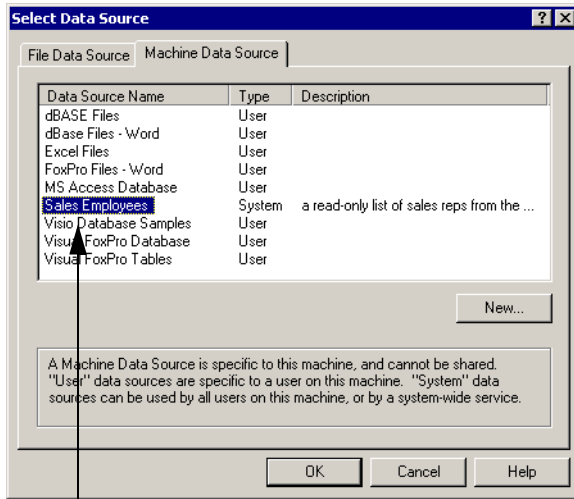 Select Data Source
File Data Source Machine Data Source
Data Source Name Type Description
dBASE Files User
dBase Files - Word User
Excel Files User
FoxPro Files - Word User
MS Access Database User
Sales Employees System a read-only list of sales reps from the ...
Visio Database Samples User
Visual FoxPro Database User
Visual FoxPro Tables User
New...
A Machine Data Source is specific to this machine, and cannot be shared.
"User" data sources are specific to a user on this machine. "System" data
sources can be used by all users on this machine, or by a system-wide service.
OK Cancel Help